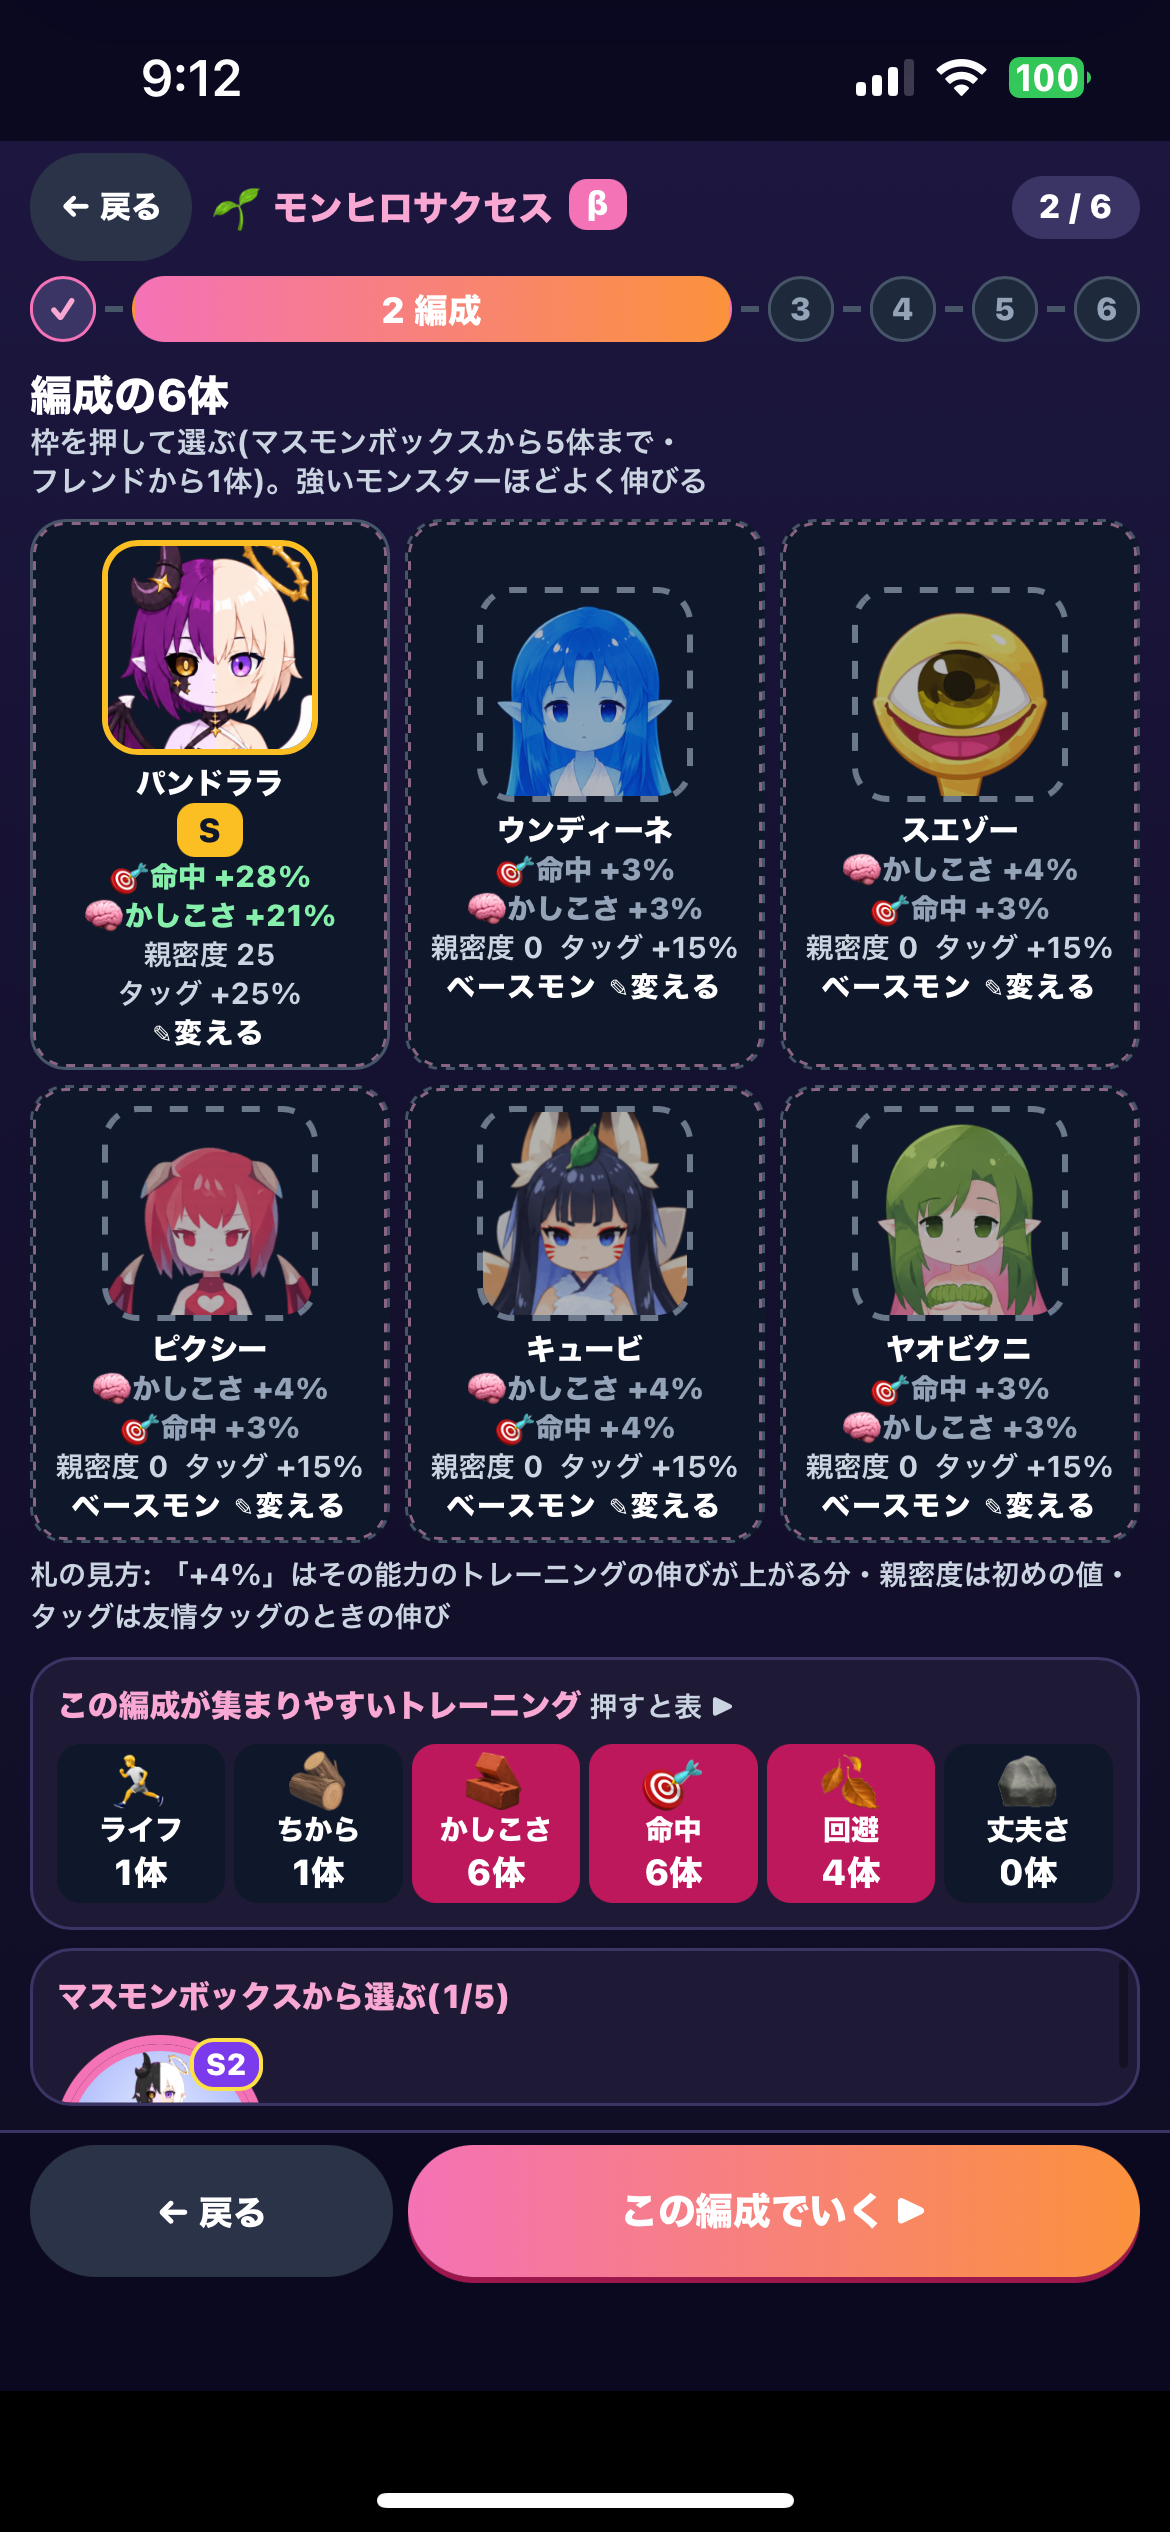 9:12
100
← 戻る
モンヒロサクセス β
2 / 6
2 編成
3
4
5
6
編成の6体
枠を押して選ぶ(マスモンボックスから5体まで・
フレンドから1体)。強いモンスターほどよく伸びる
パンドララ
S
命中 +28%
かしこさ +21%
親密度 25
タッグ +25%
✎変える
ウンディーネ
命中 +3%
かしこさ +3%
親密度 0 タッグ +15%
ベースモン ✎変える
スエゾー
かしこさ +4%
命中 +3%
親密度 0 タッグ +15%
ベースモン ✎変える
ピクシー
かしこさ +4%
命中 +3%
親密度 0 タッグ +15%
ベースモン ✎変える
キュービ
かしこさ +4%
命中 +4%
親密度 0 タッグ +15%
ベースモン ✎変える
ヤオビクニ
命中 +3%
かしこさ +3%
親密度 0 タッグ +15%
ベースモン ✎変える
札の見方: 「+4%」はその能力のトレーニングの伸びが上がる分・親密度は初めの値・
タッグは友情タッグのときの伸び
この編成が集まりやすいトレーニング 押すと表 ▶
ライフ
1体
ちから
1体
かしこさ
6体
命中
6体
回避
4体
丈夫さ
0体
マスモンボックスから選ぶ(1/5)
S2
← 戻る
この編成でいく ▶